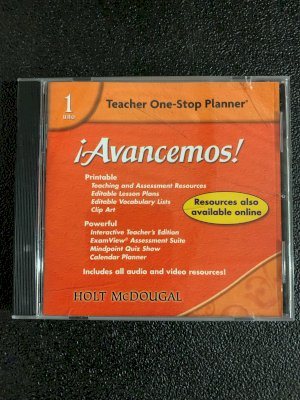 1
uno
Teacher One-Stop Planner®
¡Avancemos!
Printable
Teaching and Assessment Resources
Editable Lesson Plans
Editable Vocabulary Lists
Clip Art
Resources also
available online
Powerful
Interactive Teacher's Edition
ExamView® Assessment Suite
Mindpoint Quiz Show
Calendar Planner
Includes all audio and video resources!
HOLT McDOUGAL